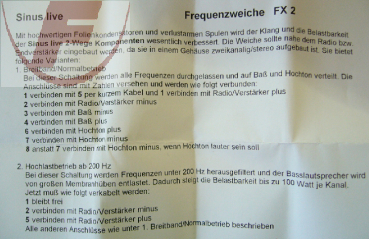 Sinus live Frequenzweiche FX 2
Mit hochwertigen Folienkondensatoren und verlustarmen Spulen wird der Klang und die Belastbarkeit
der Sinus live 2-Wege Komponenten wesentlich verbessert. Die Weiche sollte nahe dem Radio bzw.
Endverstärker eingebaut werden, da sie in einem Gehäuse zweikanalig/stereo aufgebaut ist. Sie bietet
folgende Varianten:
1. Breitband/Normalbetrieb
Bei dieser Schaltung werden alle Frequenzen durchgelassen und auf Baß und Hochton verteilt. Die
Anschlüsse sind mit Zahlen versehen und werden wie folgt verbunden:
1 verbinden mit 5 per kurzem Kabel und 1 verbinden mit Radio/Verstärker plus
2 verbinden mit Radio/Verstärker minus
3 verbinden mit Baß minus
4 verbinden mit Baß plus
6 verbinden mit Hochton plus
7 verbinden mit Hochton minus
8 anstatt 7 verbinden mit Hochton minus, wenn Hochton lauter sein soll
2. Hochlastbetrieb ab 200 Hz
Bei dieser Schaltung werden Frequenzen unter 200 Hz herausgefiltert und der Basslautsprecher wird
von großen Membranhüben entlastet. Dadurch steigt die Belastbarkeit bis zu 100 Watt je Kanal.
Jetzt muß wie folgt verkabelt werden:
1 bleibt frei
2 verbinden mit Radio/Verstärker minus
5 verbinden mit Radio/Verstärker plus
Alle anderen Anschlüsse wie unter 1. Breitband/Normalbetrieb beschrieben